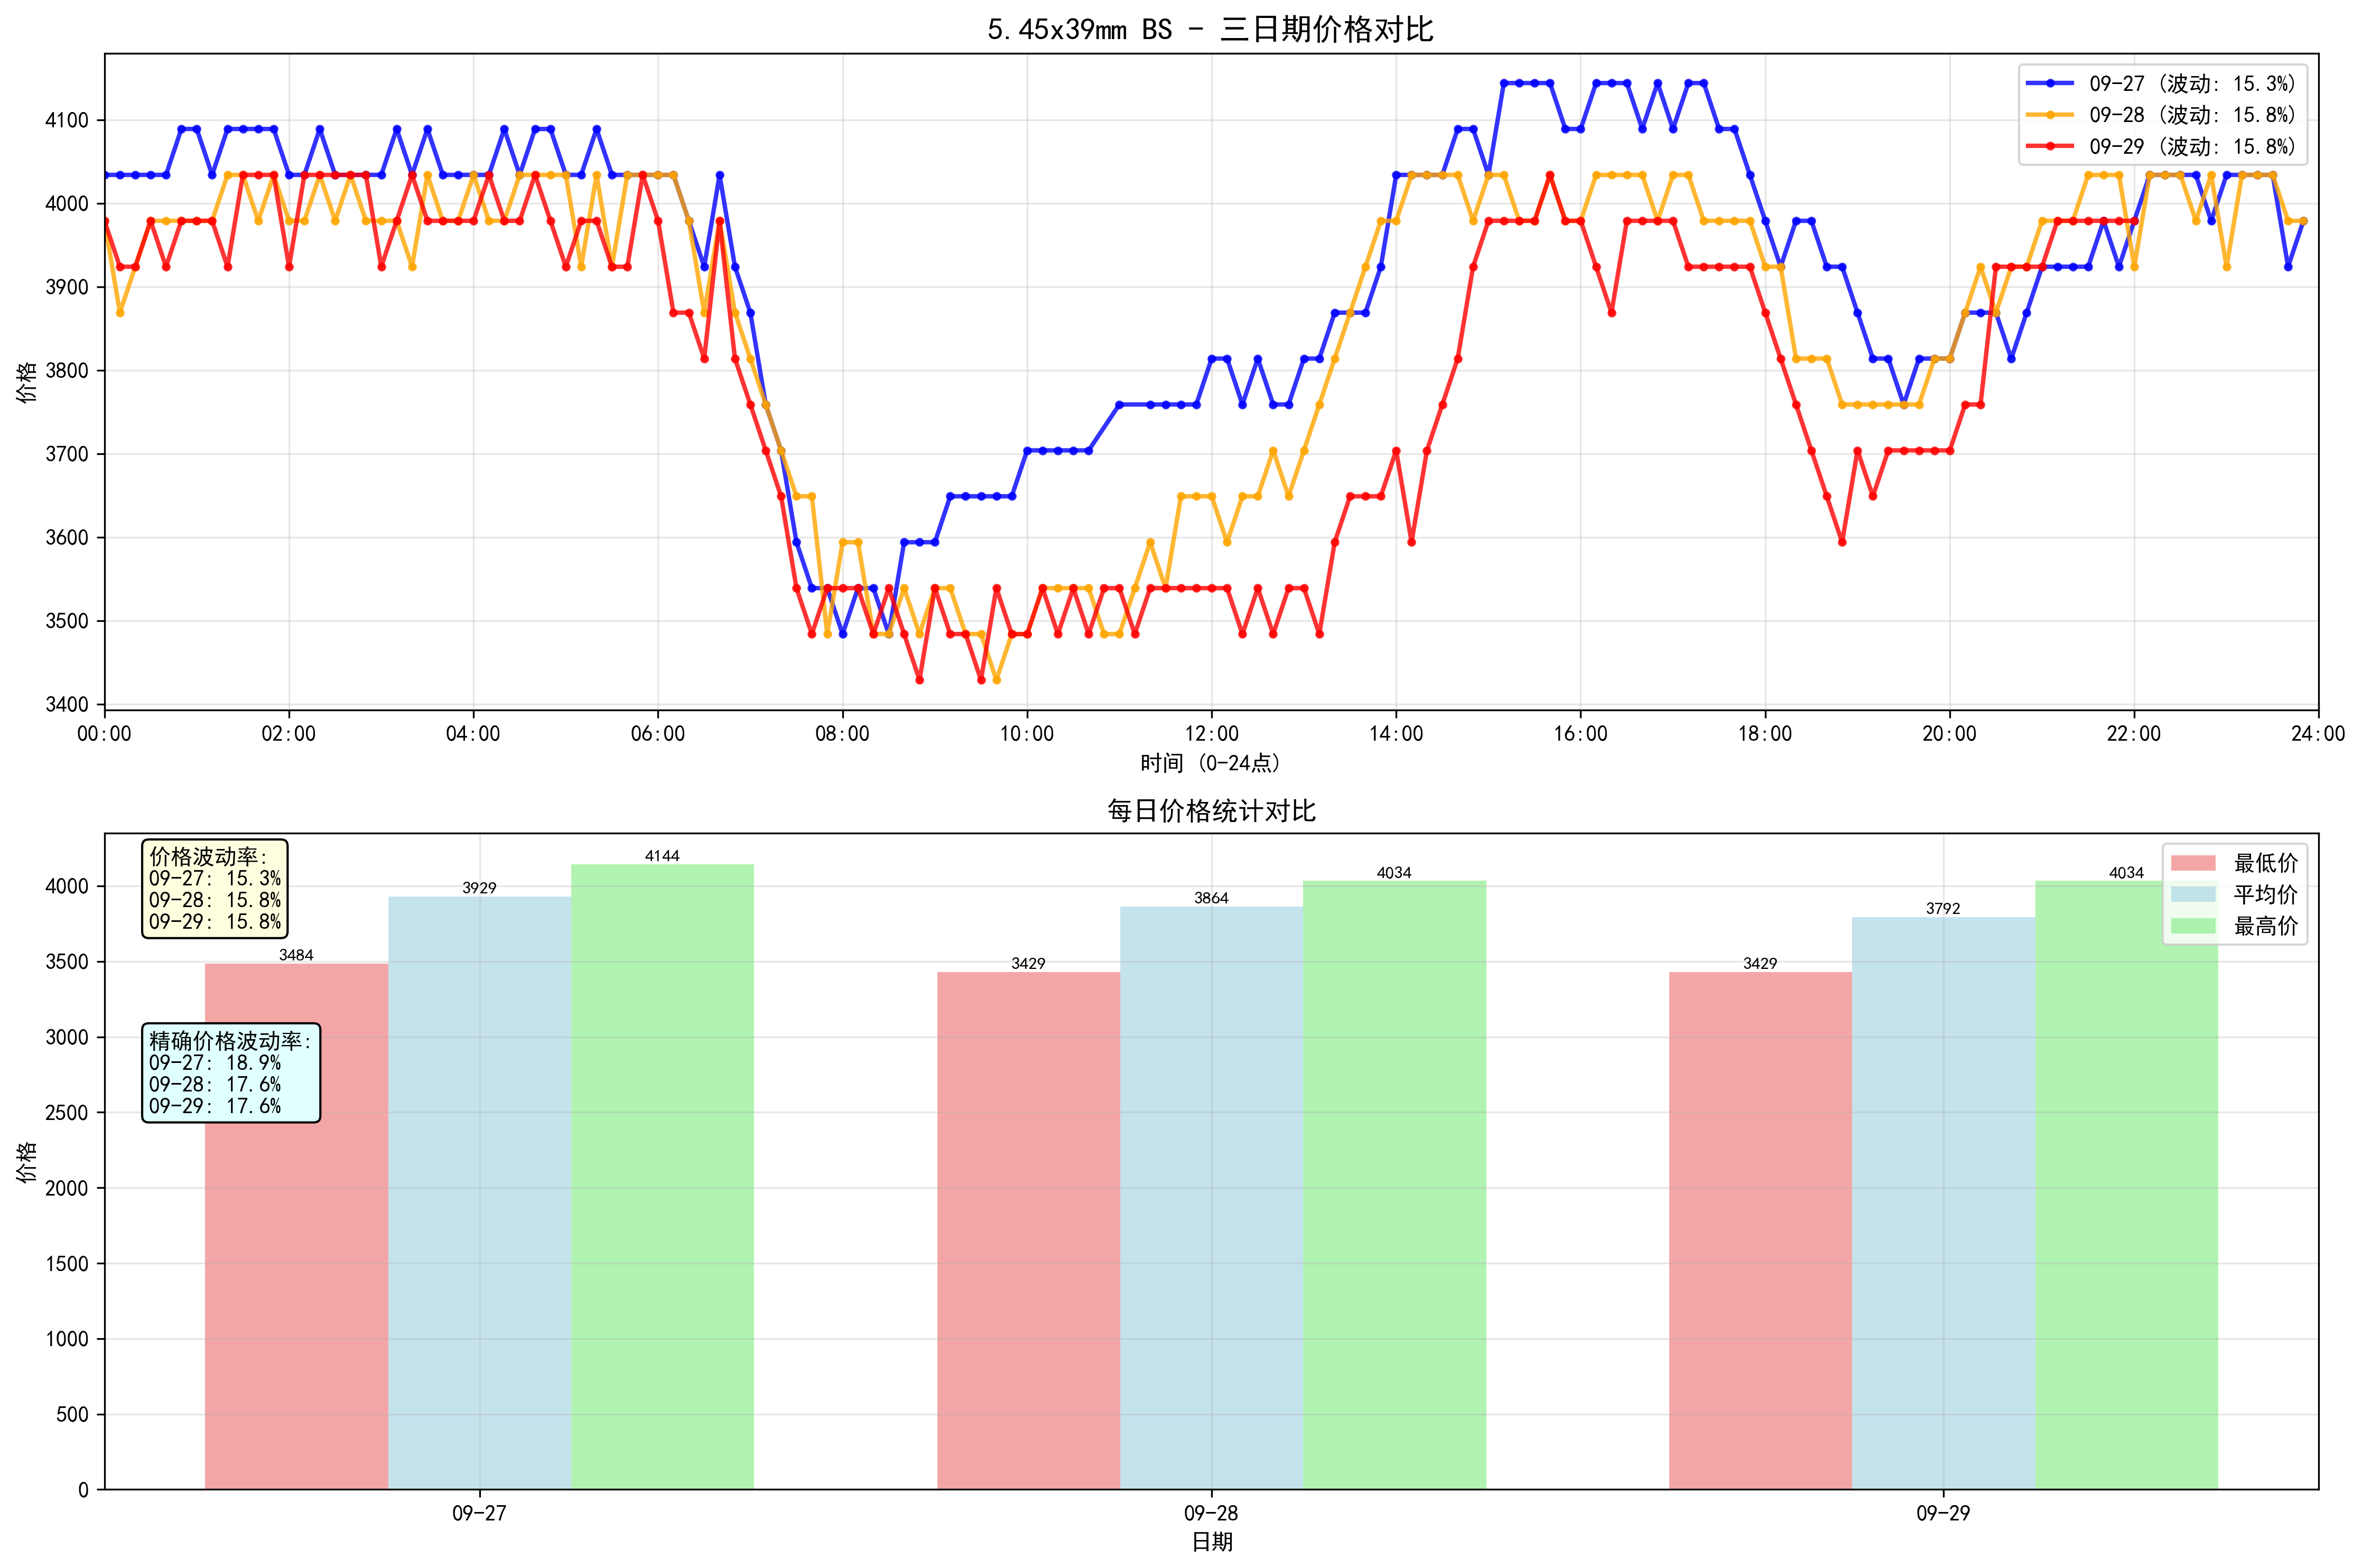 5.45x39mm BS - 三日期价格对比
09-27 (波动: 15.3%)
09-28 (波动: 15.8%)
09-29 (波动: 15.8%)
价格
4100
4000
3900
3800
3700
3600
3500
3400
00:00 02:00 04:00 06:00 08:00 10:00 12:00 14:00 16:00 18:00 20:00 22:00 24:00
时间 (0-24点)
每日价格统计对比
价格波动率:
09-27: 15.3%
09-28: 15.8%
09-29: 15.8%
精确价格波动率:
09-27: 18.9%
09-28: 17.6%
09-29: 17.6%
最低价
平均价
最高价
3484 3929 4144
3429 3864 4034
3429 3792 4034
价格
4000
3500
3000
2500
2000
1500
1000
500
0
09-27 09-28 09-29
日期